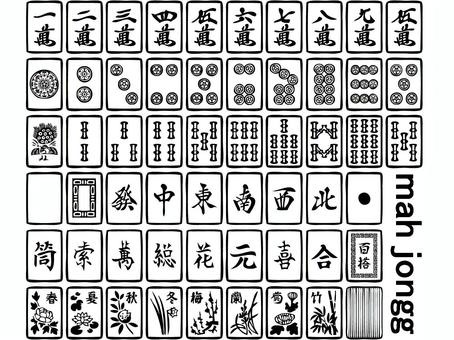 一萬 二萬 三萬 四萬 伍萬 六萬 七萬 八萬 九萬 伍萬
發 中 東 南 西 北
筒 索 萬 總 花 元 喜 合 百搭
春 夏 秋 冬 梅 蘭 菊 竹
mah jongg